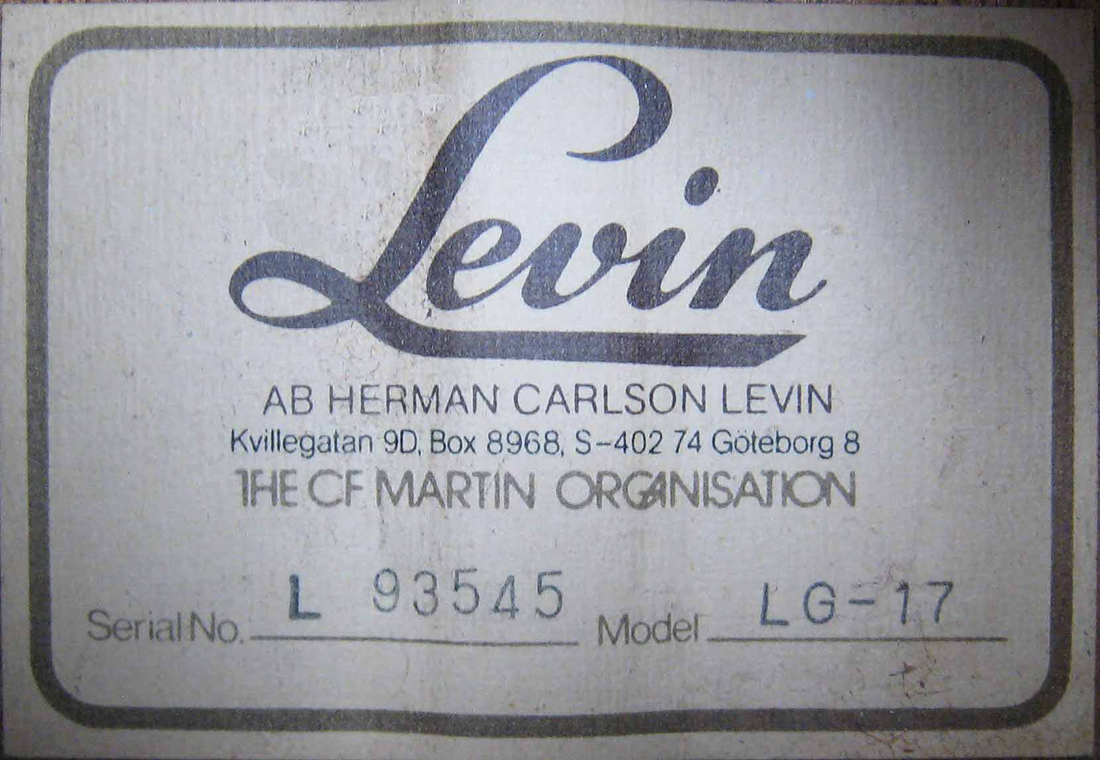 Levin
AB HERMAN CARLSON LEVIN
Kvillegatan 9D, Box 8968, S-402 74 Göteborg 8
THE CF MARTIN ORGANISATION
Serial No. L 93545 Model LG-17